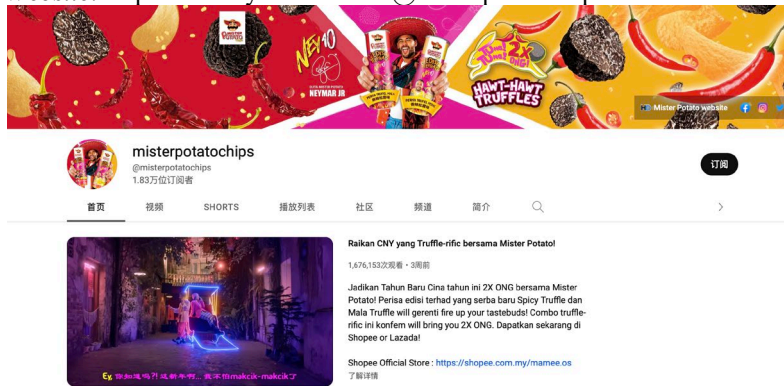 NEY10
NEYMAR JR
TUM! TUM! 2X ONG!
HAWT-HAWT
TRUFFLES
Mister Potato website
misterpotatochips
@misterpotatochips
1.83万位订阅者
订阅
首页 视频 SHORTS 播放列表 社区 频道 简介
Raikan CNY yang Truffle-rific bersama Mister Potato!
1,676,153次观看・3周前
Jadikan Tahun Baru Cina tahun ini 2X ONG bersama Mister
Potato! Perisa edisi terhad yang serba baru Spicy Truffle dan
Mala Truffle will gerenti fire up your tastebuds! Combo truffle-
rific ini konfem will bring you 2X ONG. Dapatkan sekarang di
Shopee or Lazada!
Shopee Official Store : https://shopee.com.my/mamee.os
了解详情